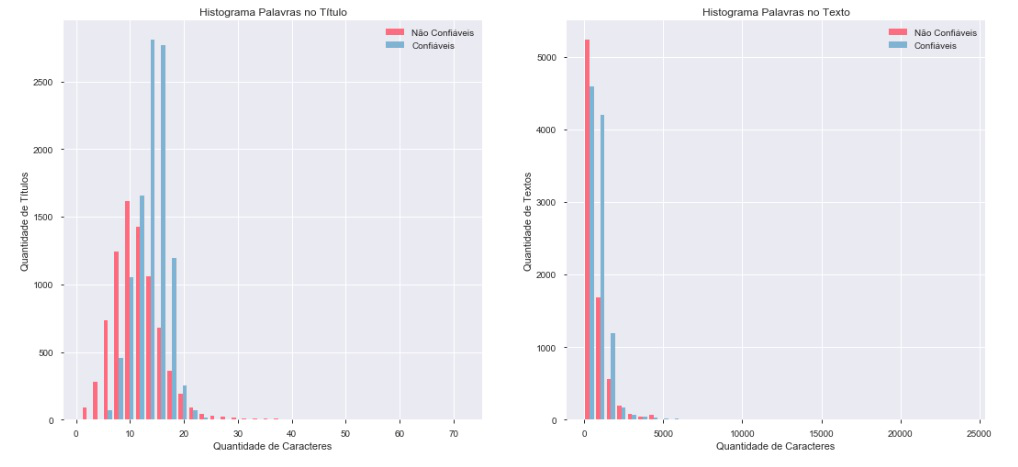 Histograma Palavras no Título
Não Confiáveis
Confiáveis
Quantidade de Títulos
2500
2000
1500
1000
500
0
0 10 20 30 40 50 60 70
Quantidade de Caracteres
Histograma Palavras no Texto
Não Confiáveis
Confiáveis
Quantidade de Textos
5000
4000
3000
2000
1000
0
0 5000 10000 15000 20000 25000
Quantidade de Caracteres